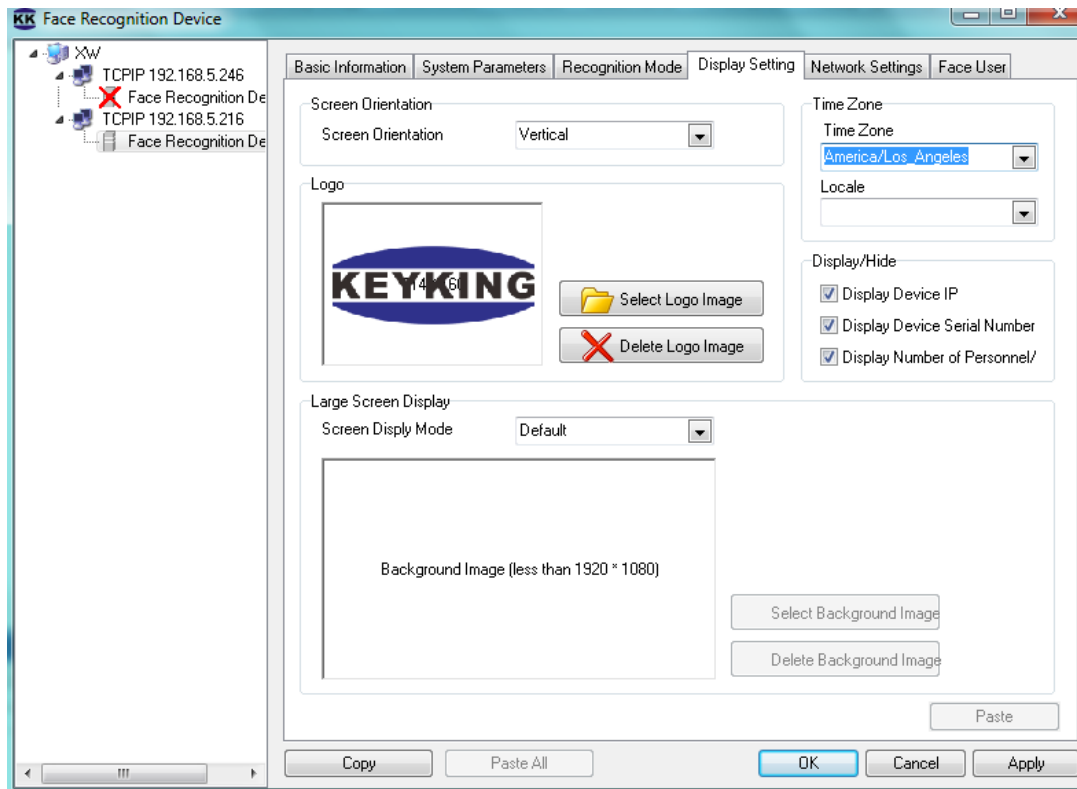 KK Face Recognition Device
XW
TCPIP 192.168.5.246
Face Recognition De
TCPIP 192.168.5.216
Face Recognition De
Basic Information
System Parameters
Recognition Mode
Display Setting
Network Settings
Face User
Screen Orientation
Screen Orientation
Vertical
Time Zone
Time Zone
America/Los_Angeles
Locale
Logo
KEYKING
Select Logo Image
Delete Logo Image
Display/Hide
Display Device IP
Display Device Serial Number
Display Number of Personnel/
Large Screen Display
Screen Disply Mode
Default
Background Image (less than 1920 * 1080)
Select Background Image
Delete Background Image
Paste
Copy
Paste All
OK
Cancel
Apply